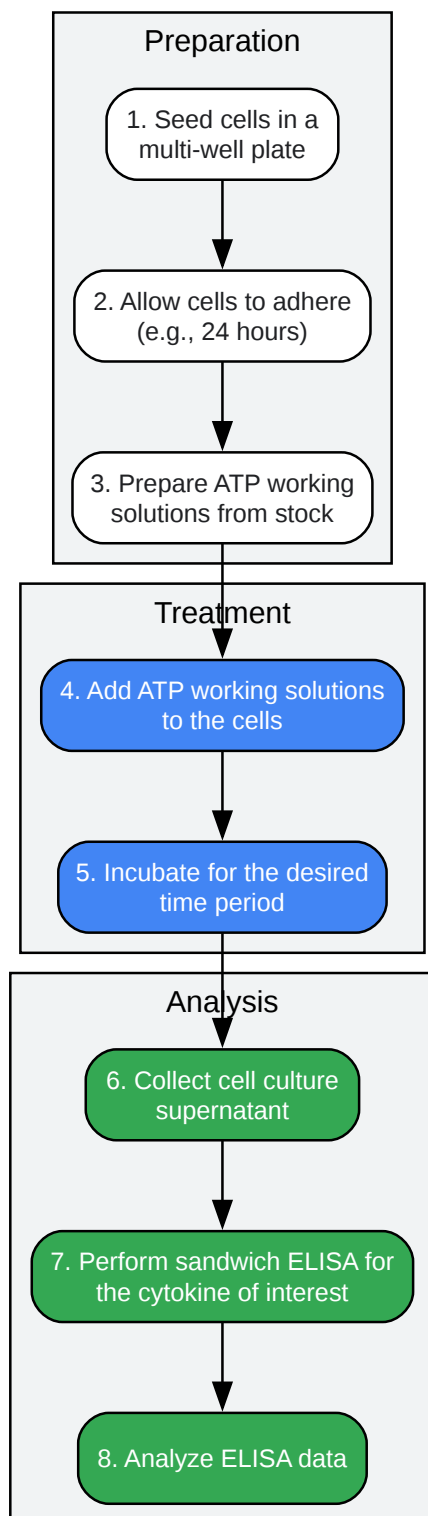 Preparation
1. Seed cells in a
multi-well plate
2. Allow cells to adhere
(e.g., 24 hours)
3. Prepare ATP working
solutions from stock
Treatment
4. Add ATP working solutions
to the cells
5. Incubate for the desired
time period
Analysis
6. Collect cell culture
supernatant
7. Perform sandwich ELISA for
the cytokine of interest
8. Analyze ELISA data